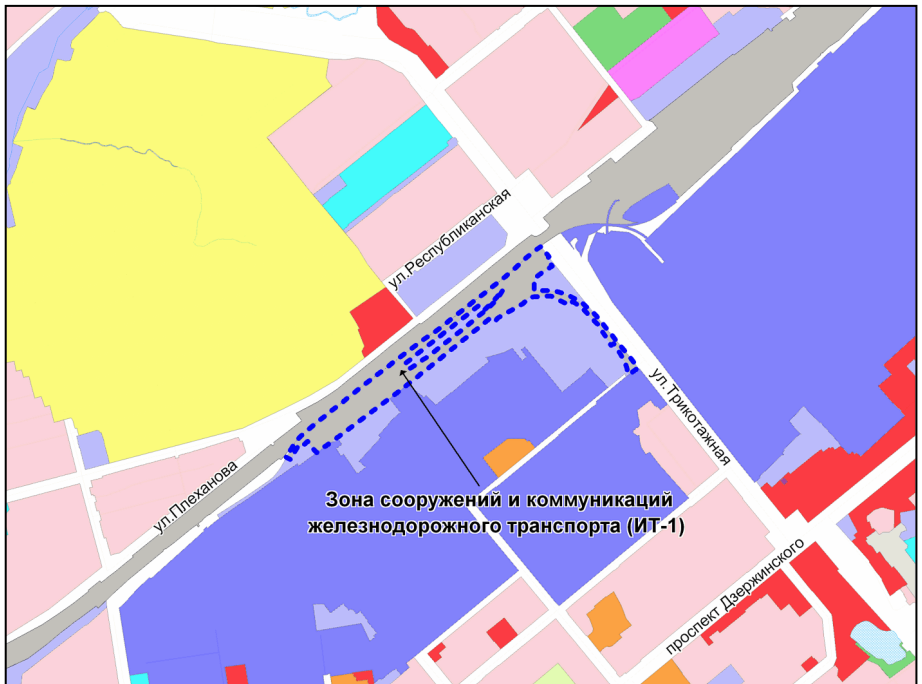 ул.Республиканская
ул. Трикотажная
ул.Плеханова
Зона сооружений и коммуникаций
железнодорожного транспорта (ИТ-1)
проспект Дзержинского